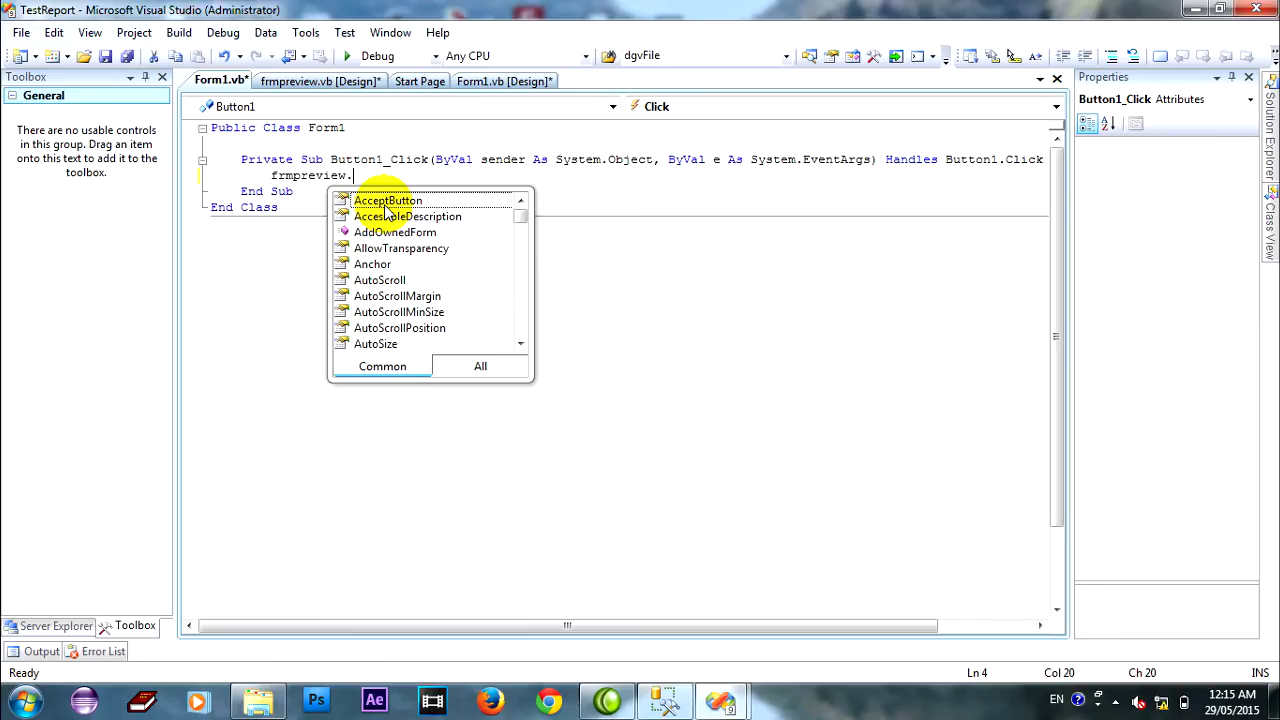 TestReport - Microsoft Visual Studio (Administrator)
File Edit View Project Build Debug Data Tools Test Window Help
Debug Any CPU dgvFile
Toolbox
General
There are no usable controls
in this group. Drag an item
onto this text to add it to the
toolbox.
Form1.vb* frmpreview.vb [Design]* Start Page Form1.vb [Design]*
Button1 Click
Public Class Form1
Private Sub Button1_Click(ByVal sender As System.Object, ByVal e As System.EventArgs) Handles Button1.Click
frmpreview.
End Sub
End Class
AcceptButton
AccessibleDescription
AddOwnedForm
AllowTransparency
Anchor
AutoScroll
AutoScrollMargin
AutoScrollMinSize
AutoScrollPosition
AutoSize
Common All
Properties
Button1_Click Attributes
Solution Explorer
Class View
Server Explorer Toolbox
Output Error List
Ready Ln 4 Col 20 Ch 20 INS
Ps Ae EN 12:15 AM
29/05/2015